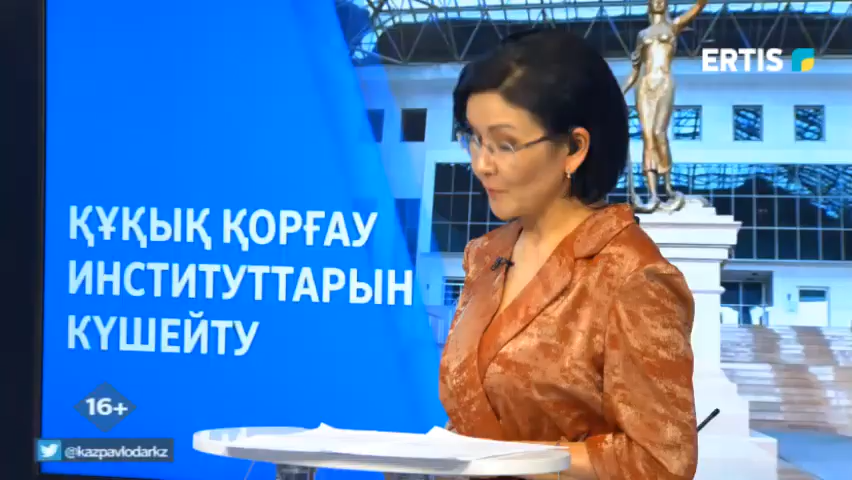 ERTIS
ҚҰҚЫҚ ҚОРҒАУ
ИНСТИТУТТАРЫН
КҮШЕЙТУ
16+
@kazpavlodarkz